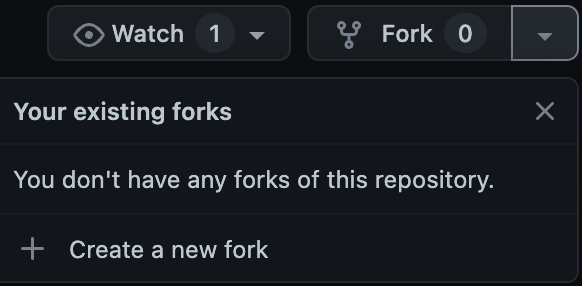 Watch 1 Fork 0
Your existing forks
You don't have any forks of this repository.
Create a new fork